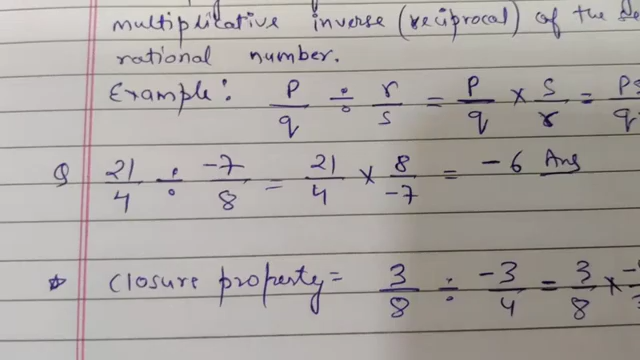 multiplicative inverse (reciprocal) of the
rational number.
Example: p/q ÷ r/s = p/q × s/r =
Q 21/4 ÷ -7/8 = 21/4 × 8/-7 = -6 Ans
☆ Closure property = 3/8 ÷ -3/4 = 3/8 ×